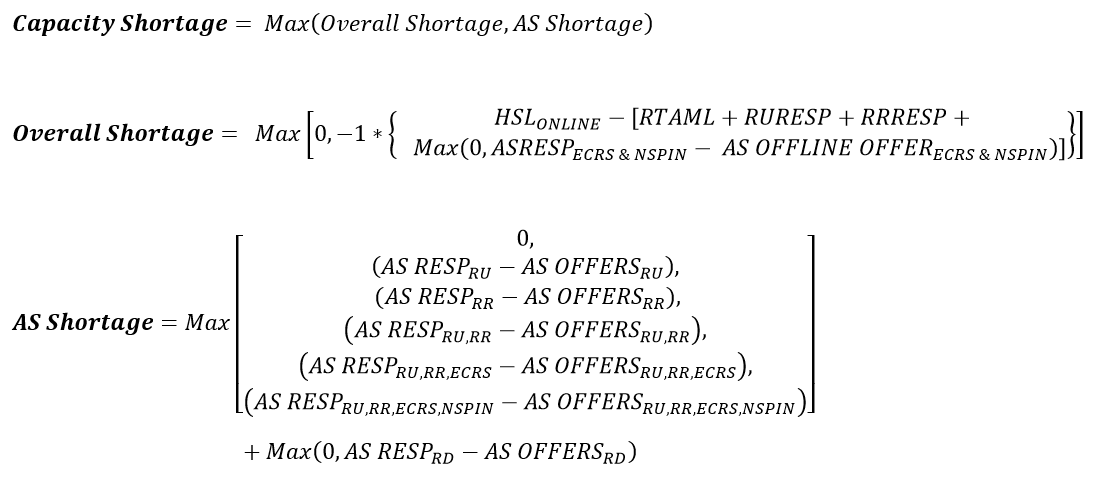 Capacity Shortage = Max(Overall Shortage, AS Shortage)
Overall Shortage = Max[0, −1 * {HSL_ONLINE − [RTAML + RURESP + RRRESP +
Max(0, ASRESP_ECRS & NSPIN − AS OFFLINE OFFER_ECRS & NSPIN)]}]
AS Shortage = Max[0,
(AS RESP_RU − AS OFFERS_RU),
(AS RESP_RR − AS OFFERS_RR),
(AS RESP_RU,RR − AS OFFERS_RU,RR),
(AS RESP_RU,RR,ECRS − AS OFFERS_RU,RR,ECRS),
(AS RESP_RU,RR,ECRS,NSPIN − AS OFFERS_RU,RR,ECRS,NSPIN)]
+ Max(0, AS RESP_RD − AS OFFERS_RD)